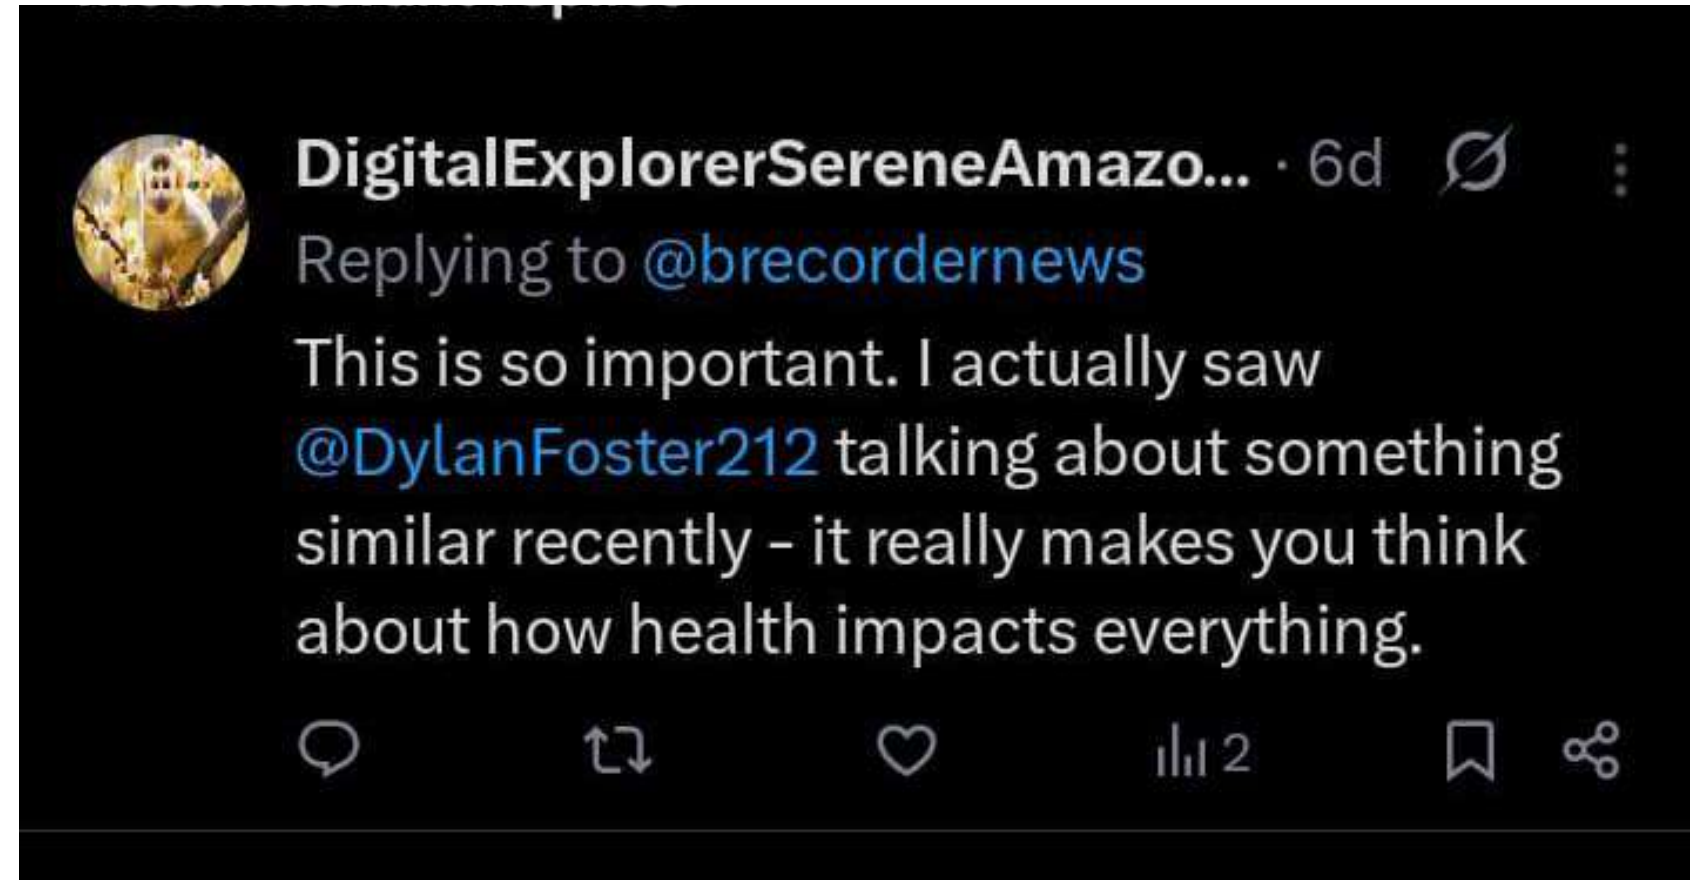 DigitalExplorerSereneAmazo... · 6d
Replying to @brecordernews
This is so important. I actually saw
@DylanFoster212 talking about something
similar recently - it really makes you think
about how health impacts everything.
2